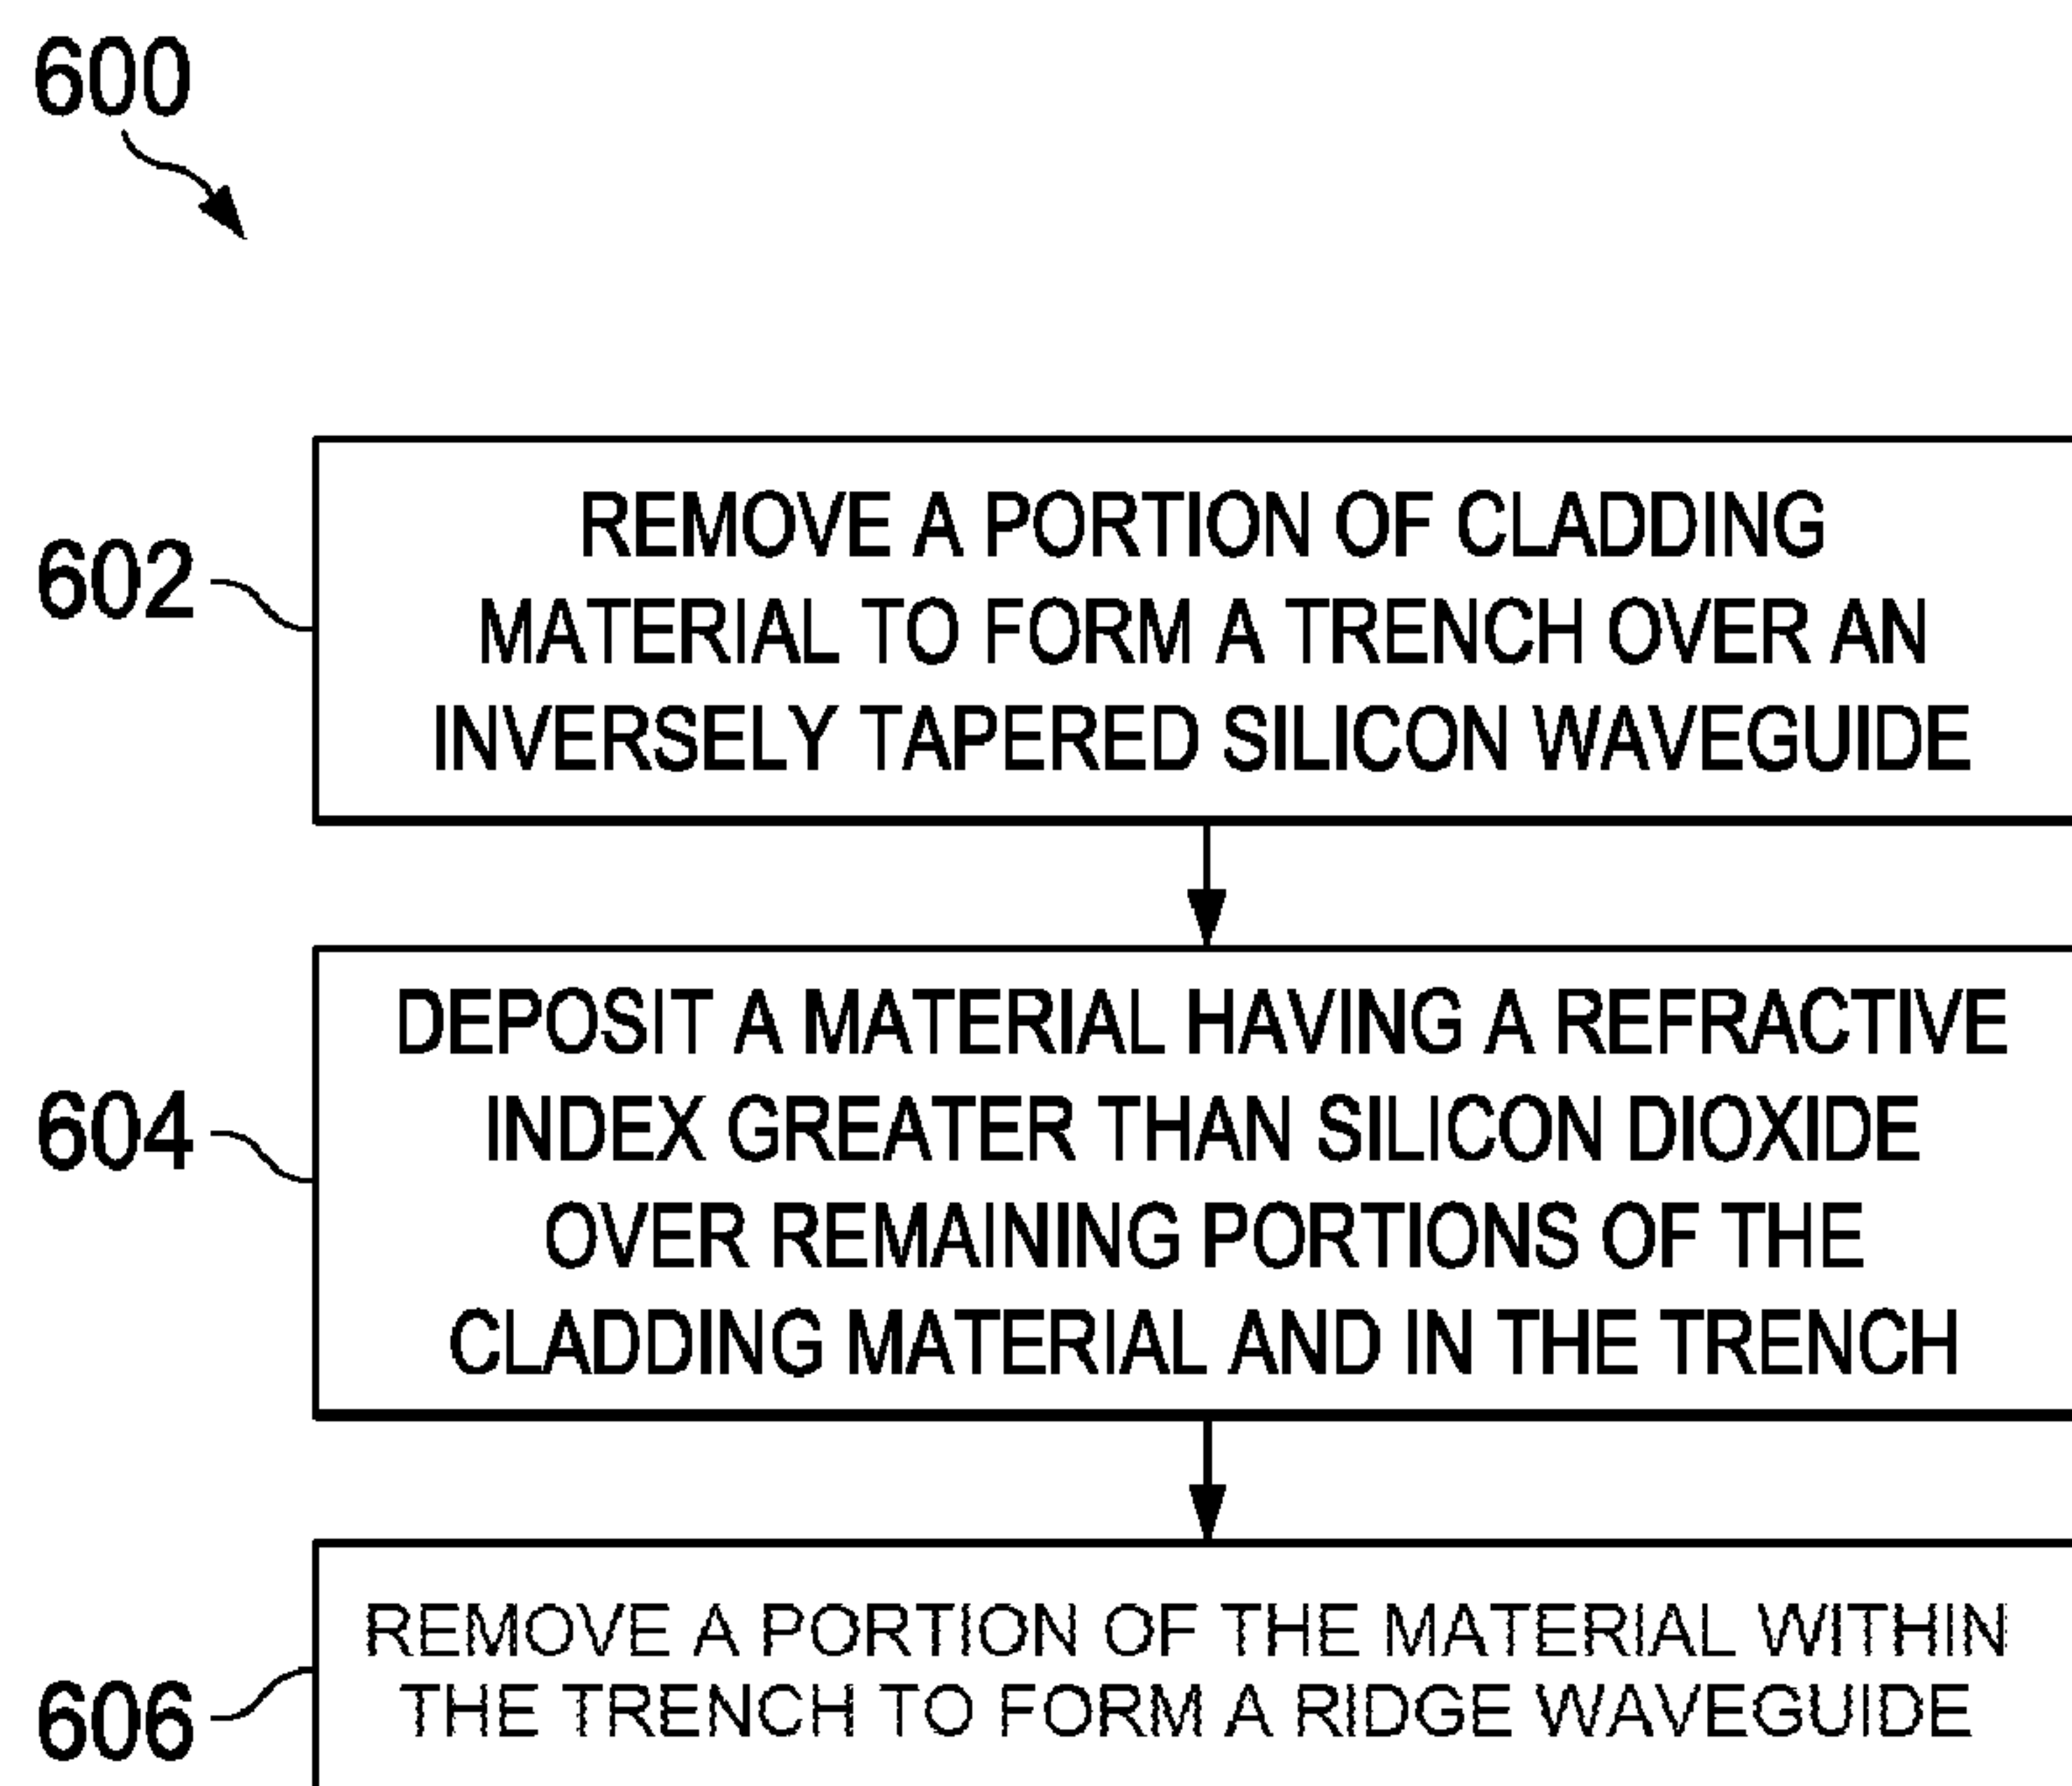 600
602
REMOVE A PORTION OF CLADDING
MATERIAL TO FORM A TRENCH OVER AN
INVERSELY TAPERED SILICON WAVEGUIDE
604
DEPOSIT A MATERIAL HAVING A REFRACTIVE
INDEX GREATER THAN SILICON DIOXIDE
OVER REMAINING PORTIONS OF THE
CLADDING MATERIAL AND IN THE TRENCH
606
REMOVE A PORTION OF THE MATERIAL WITHIN
THE TRENCH TO FORM A RIDGE WAVEGUIDE